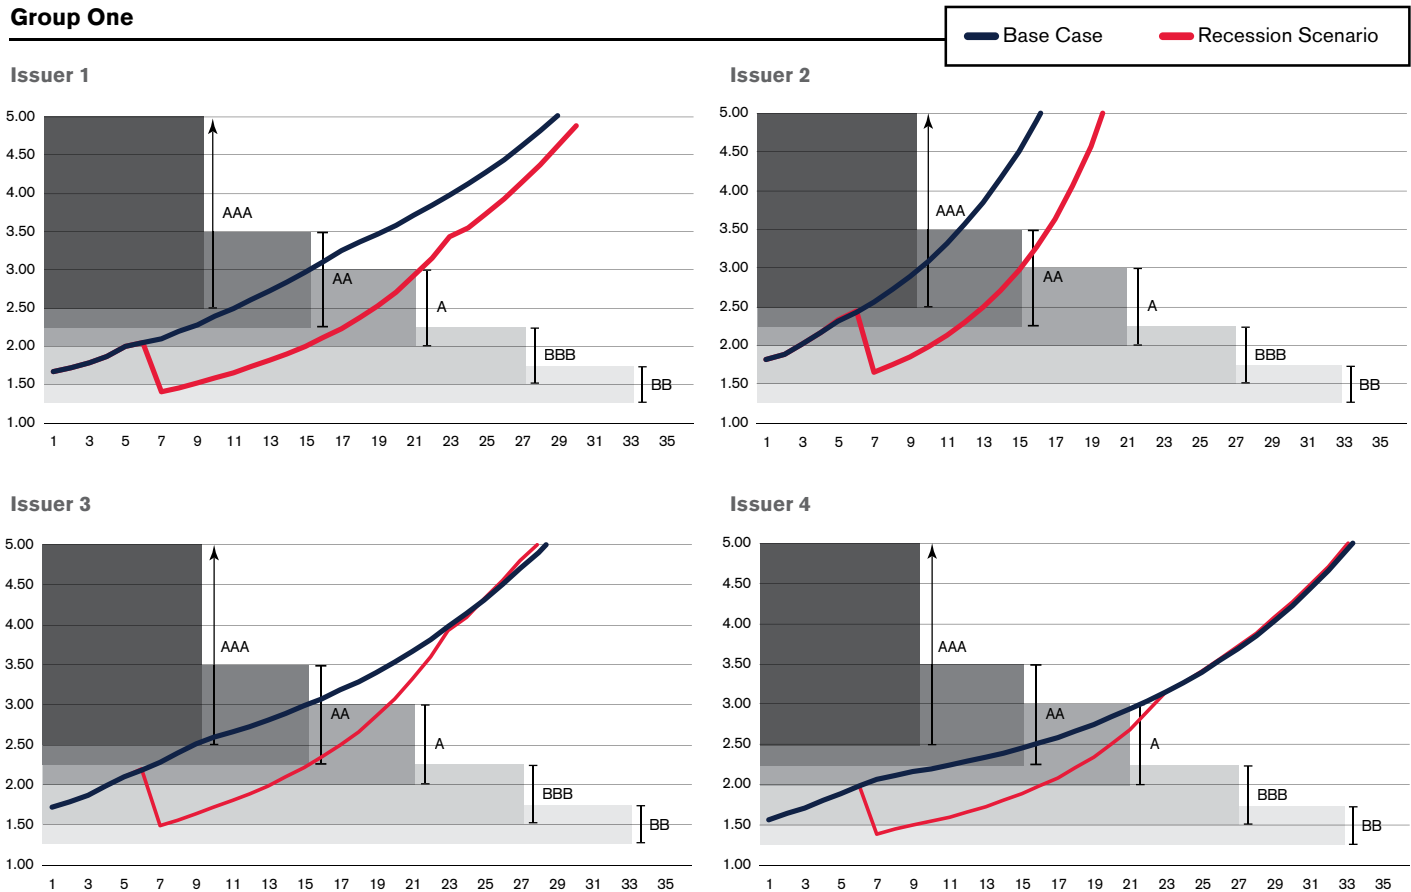 Group One
Base Case
Recession Scenario
Issuer 1
5.00
4.50
4.00
3.50
3.00
2.50
2.00
1.50
1.00
AAA
AA
A
BBB
BB
1 3 5 7 9 11 13 15 17 19 21 23 25 27 29 31 33 35
Issuer 2
5.00
4.50
4.00
3.50
3.00
2.50
2.00
1.50
1.00
AAA
AA
A
BBB
BB
1 3 5 7 9 11 13 15 17 19 21 23 25 27 29 31 33 35
Issuer 3
5.00
4.50
4.00
3.50
3.00
2.50
2.00
1.50
1.00
AAA
AA
A
BBB
BB
1 3 5 7 9 11 13 15 17 19 21 23 25 27 29 31 33 35
Issuer 4
5.00
4.50
4.00
3.50
3.00
2.50
2.00
1.50
1.00
AAA
AA
A
BBB
BB
1 3 5 7 9 11 13 15 17 19 21 23 25 27 29 31 33 35